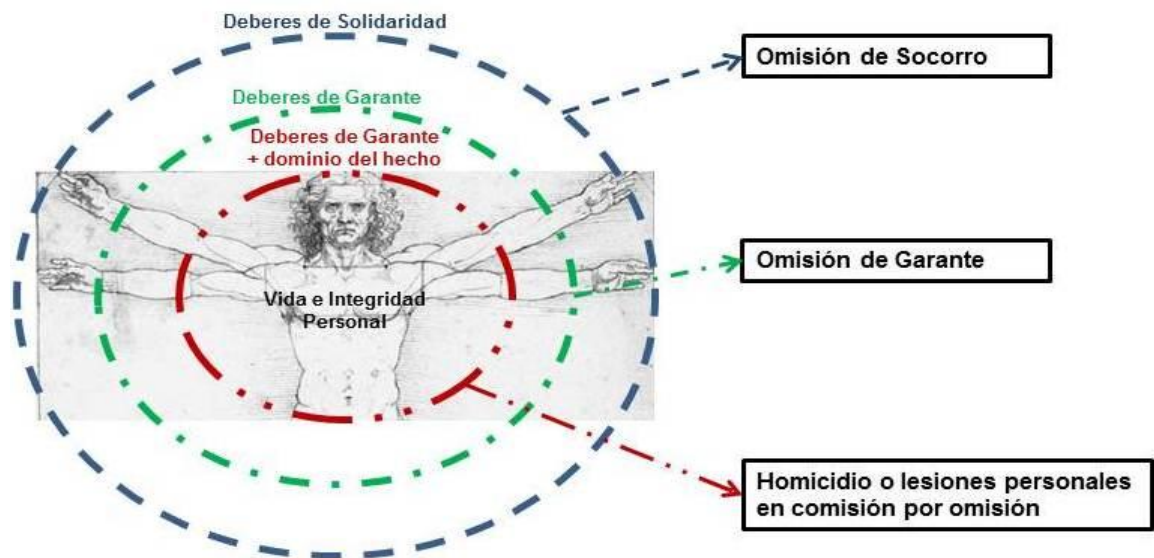 Deberes de Solidaridad
Omisión de Socorro
Deberes de Garante
Deberes de Garante
+ dominio del hecho
Omisión de Garante
Vida e Integridad
Personal
Homicidio o lesiones personales
en comisión por omisión